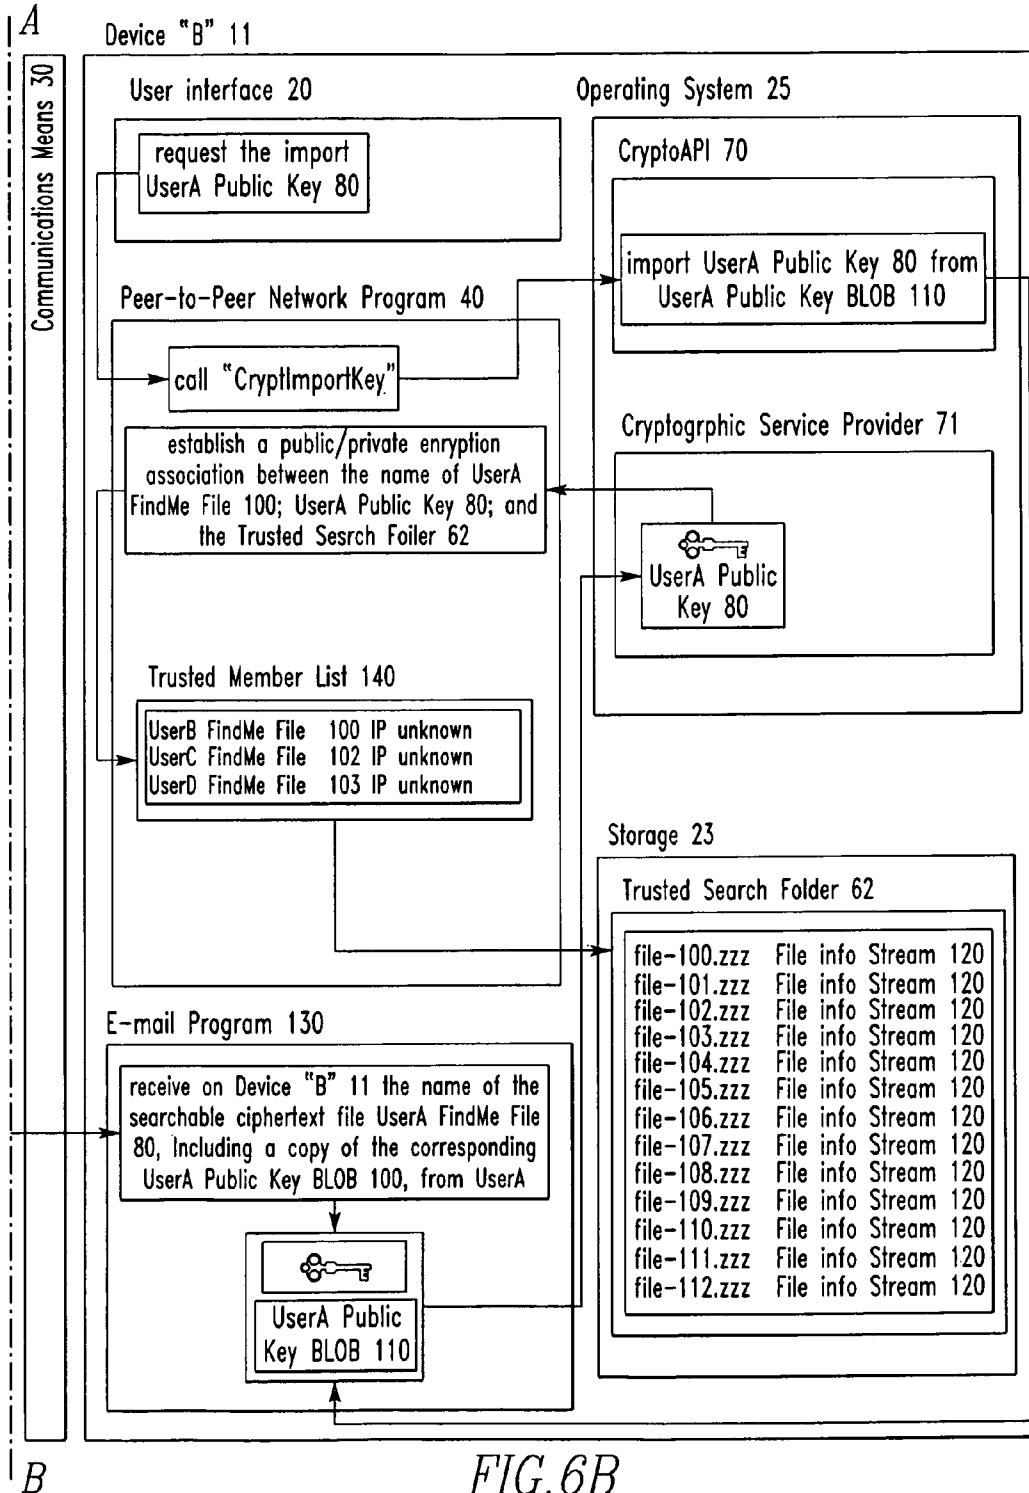 A
Device "B" 11
Communications Means 30
User interface 20
request the import
UserA Public Key 80
Operating System 25
CryptoAPI 70
import UserA Public Key 80 from
UserA Public Key BLOB 110
Peer-to-Peer Network Program 40
call "CryptImportKey"
establish a public/private enryption
association between the name of UserA
FindMe File 100; UserA Public Key 80; and
the Trusted Sesrch Foiler 62
Cryptogrphic Service Provider 71
UserA Public
Key 80
Trusted Member List 140
UserB FindMe File 100 IP unknown
UserC FindMe File 102 IP unknown
UserD FindMe File 103 IP unknown
Storage 23
Trusted Search Folder 62
file-100.zzz File info Stream 120
file-101.zzz File info Stream 120
file-102.zzz File info Stream 120
file-103.zzz File info Stream 120
file-104.zzz File info Stream 120
file-105.zzz File info Stream 120
file-106.zzz File info Stream 120
file-107.zzz File info Stream 120
file-108.zzz File info Stream 120
file-109.zzz File info Stream 120
file-110.zzz File info Stream 120
file-111.zzz File info Stream 120
file-112.zzz File info Stream 120
E-mail Program 130
receive on Device "B" 11 the name of the
searchable ciphertext file UserA FindMe File
80, Including a copy of the corresponding
UserA Public Key BLOB 100, from UserA
UserA Public
Key BLOB 110
B
FIG.6B